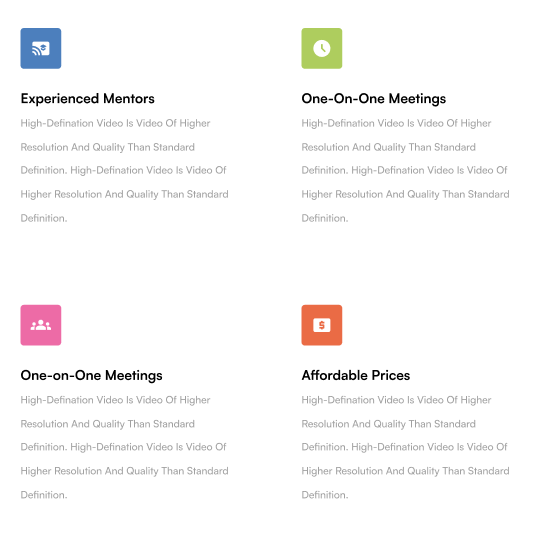 Experienced Mentors
High-Defination Video Is Video Of Higher
Resolution And Quality Than Standard
Definition. High-Defination Video Is Video Of
Higher Resolution And Quality Than Standard
Definition.
One-On-One Meetings
High-Defination Video Is Video Of Higher
Resolution And Quality Than Standard
Definition. High-Defination Video Is Video Of
Higher Resolution And Quality Than Standard
Definition.
One-on-One Meetings
High-Defination Video Is Video Of Higher
Resolution And Quality Than Standard
Definition. High-Defination Video Is Video Of
Higher Resolution And Quality Than Standard
Definition.
$
Affordable Prices
High-Defination Video Is Video Of Higher
Resolution And Quality Than Standard
Definition. High-Defination Video Is Video Of
Higher Resolution And Quality Than Standard
Definition.